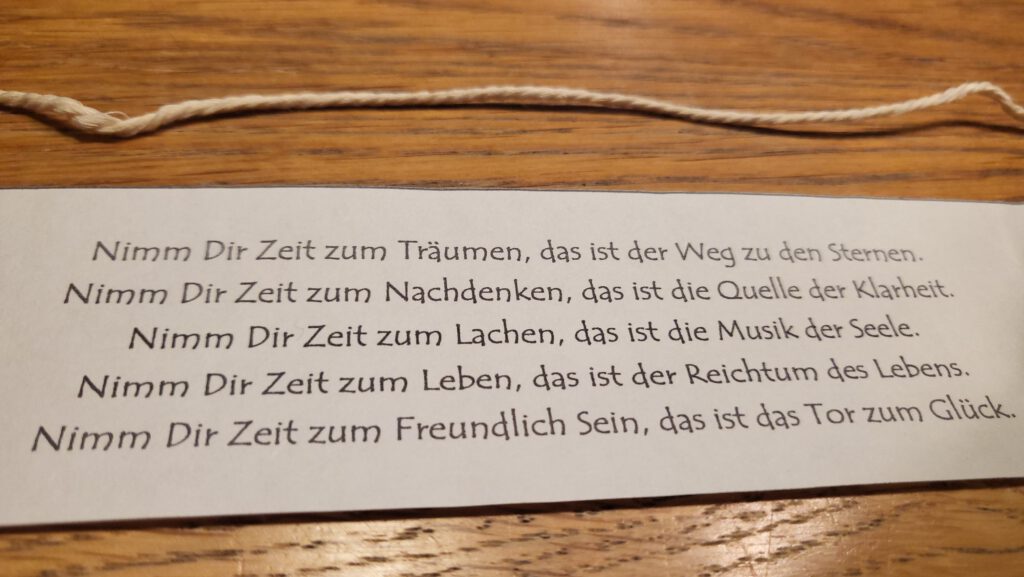 Nimm Dir Zeit zum Träumen, das ist der Weg zu den Sternen.
Nimm Dir Zeit zum Nachdenken, das ist die Quelle der Klarheit.
Nimm Dir Zeit zum Lachen, das ist die Musik der Seele.
Nimm Dir Zeit zum Leben, das ist der Reichtum des Lebens.
Nimm Dir Zeit zum Freundlich Sein, das ist das Tor zum Glück.